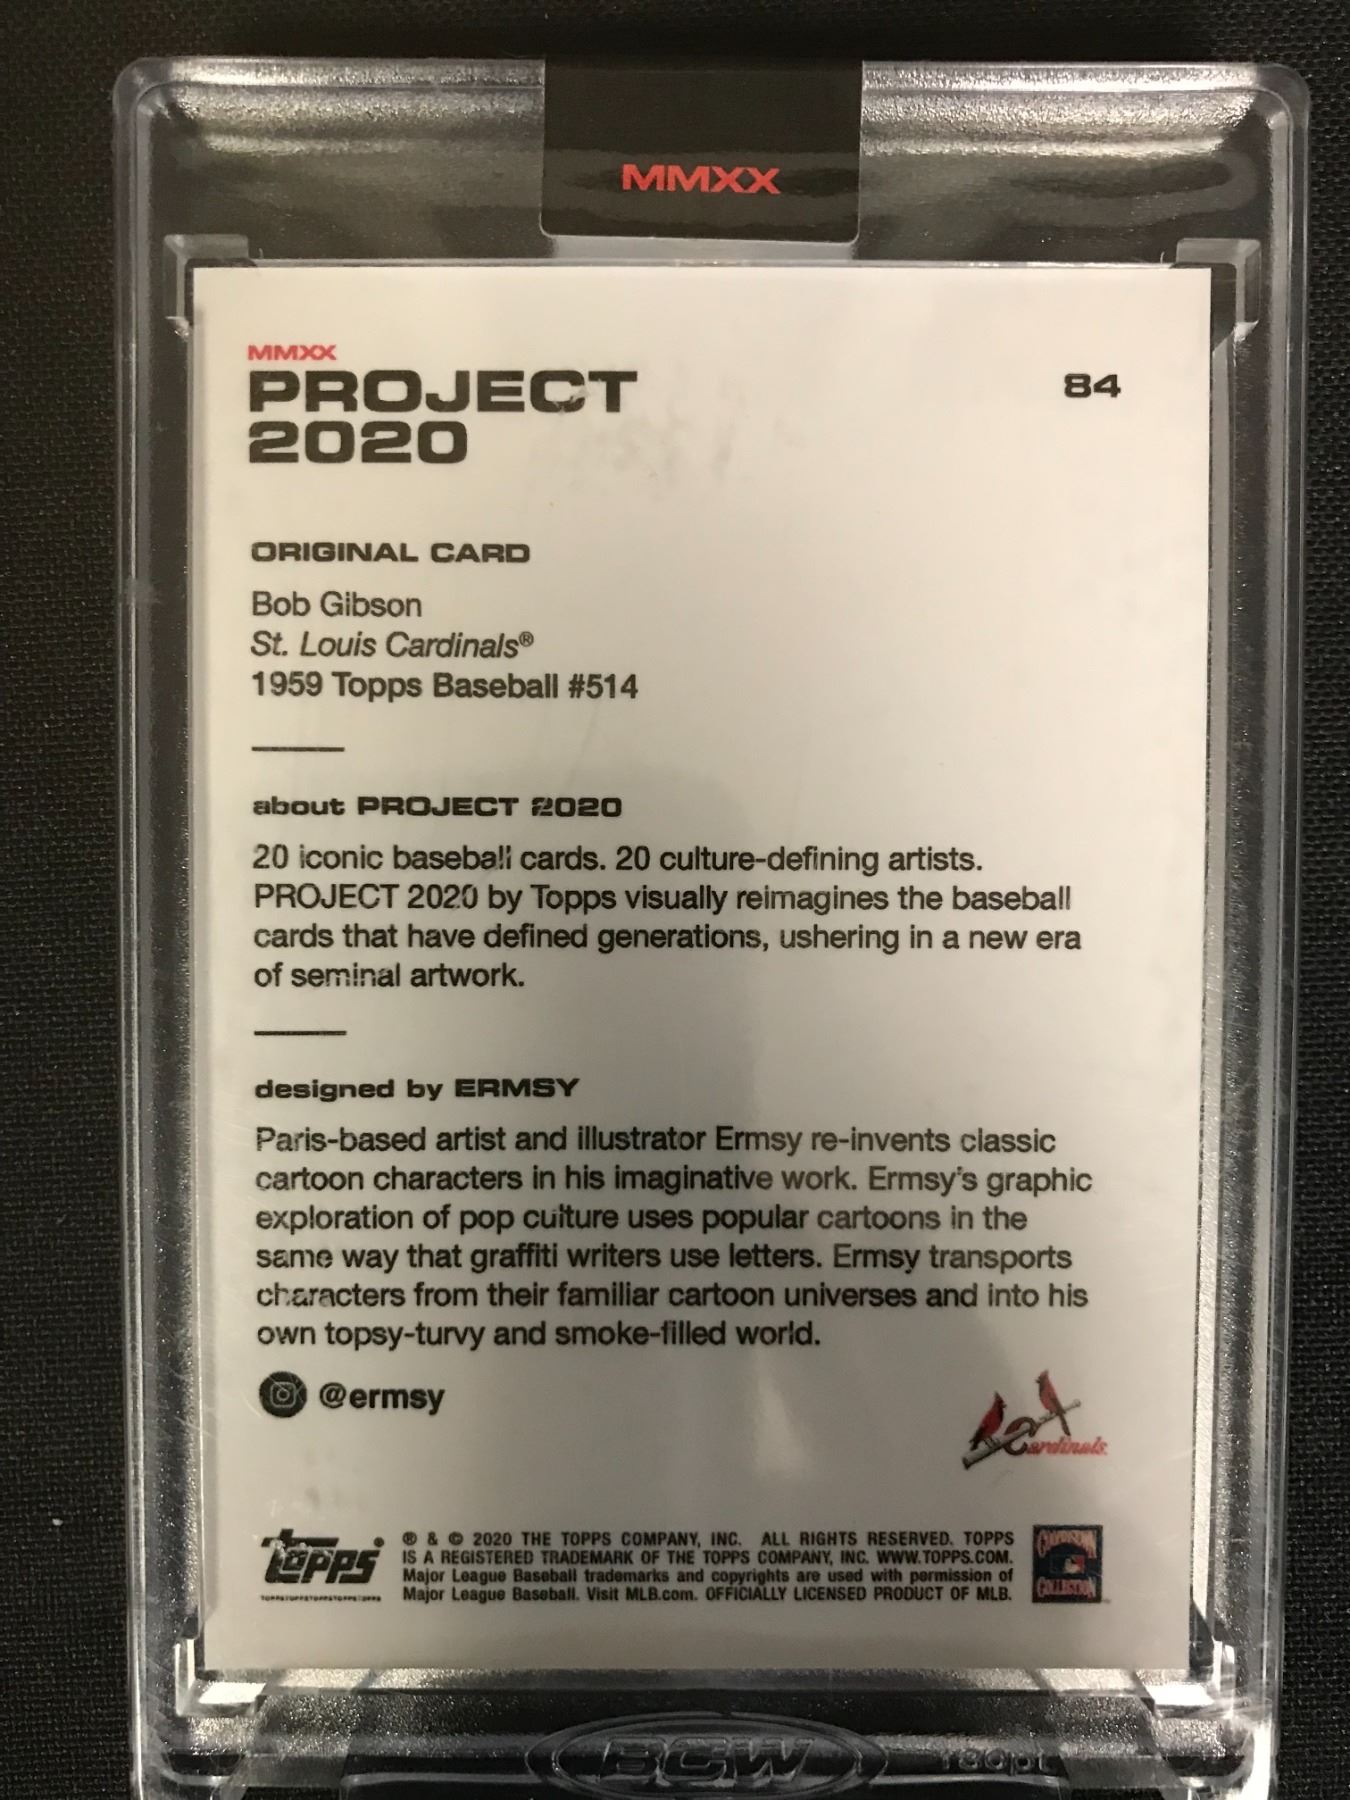 MMXX
MMXX
PROJECT
2020
84
ORIGINAL CARD
Bob Gibson
St. Louis Cardinals®
1959 Topps Baseball #514
about PROJECT 2020
20 iconic baseball cards. 20 culture-defining artists.
PROJECT 2020 by Topps visually reimagines the baseball
cards that have defined generations, ushering in a new era
of seminal artwork.
designed by ERMSY
Paris-based artist and illustrator Ermsy re-invents classic
cartoon characters in his imaginative work. Ermsy's graphic
exploration of pop culture uses popular cartoons in the
same way that graffiti writers use letters. Ermsy transports
characters from their familiar cartoon universes and into his
own topsy-turvy and smoke-filled world.
@ermsy
Cardinals
topps®
® & © 2020 THE TOPPS COMPANY, INC. ALL RIGHTS RESERVED. TOPPS
IS A REGISTERED TRADEMARK OF THE TOPPS COMPANY, INC. WWW.TOPPS.COM.
Major League Baseball trademarks and copyrights are used with permission of
Major League Baseball. Visit MLB.com. OFFICIALLY LICENSED PRODUCT OF MLB.
COOPERSTOWN
COLLECTION
BCW
180pt